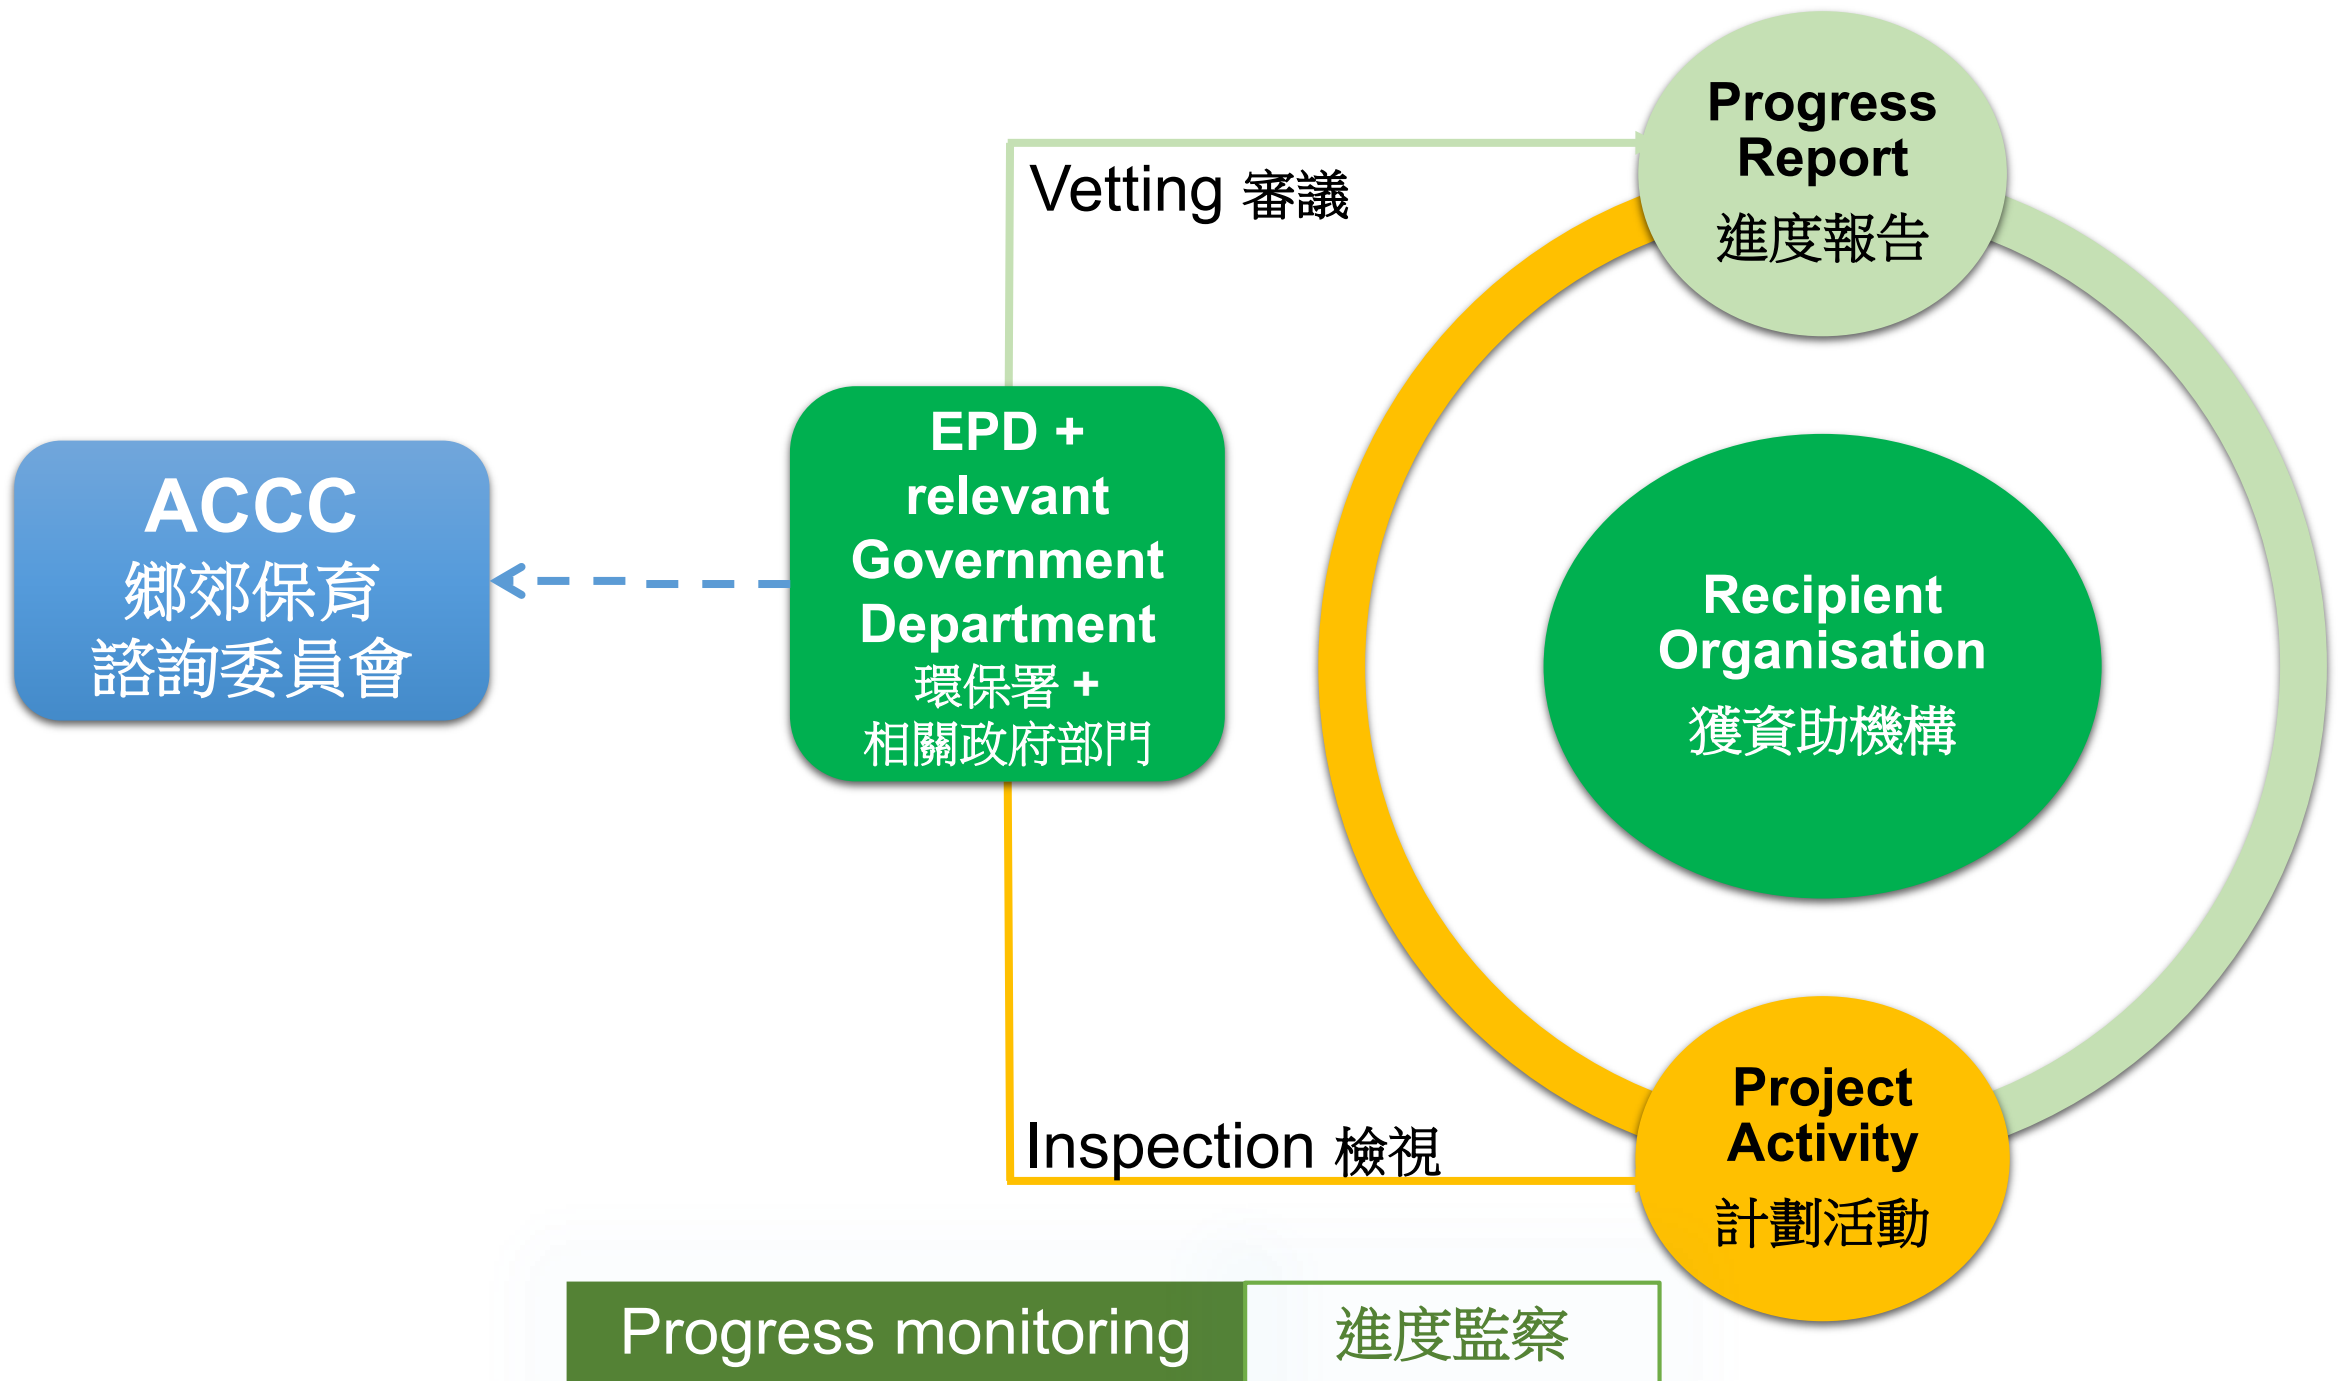 Progress
Report
進度報告
Vetting 審議
ACCC
鄉郊保育
諮詢委員會
EPD +
relevant
Government
Department
環保署 +
相關政府部門
Recipient
Organisation
獲資助機構
Inspection 檢視
Project
Activity
計劃活動
Progress monitoring
進度監察